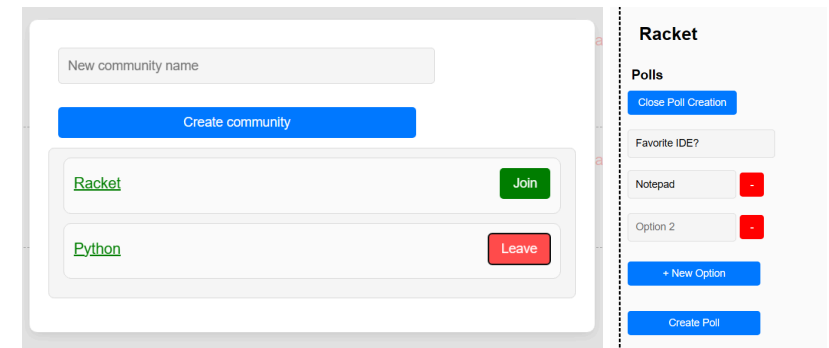 New community name
Create community
Racket
Join
Python
Leave
a
a
Racket
Polls
Close Poll Creation
Favorite IDE?
Notepad
-
Option 2
-
+ New Option
Create Poll